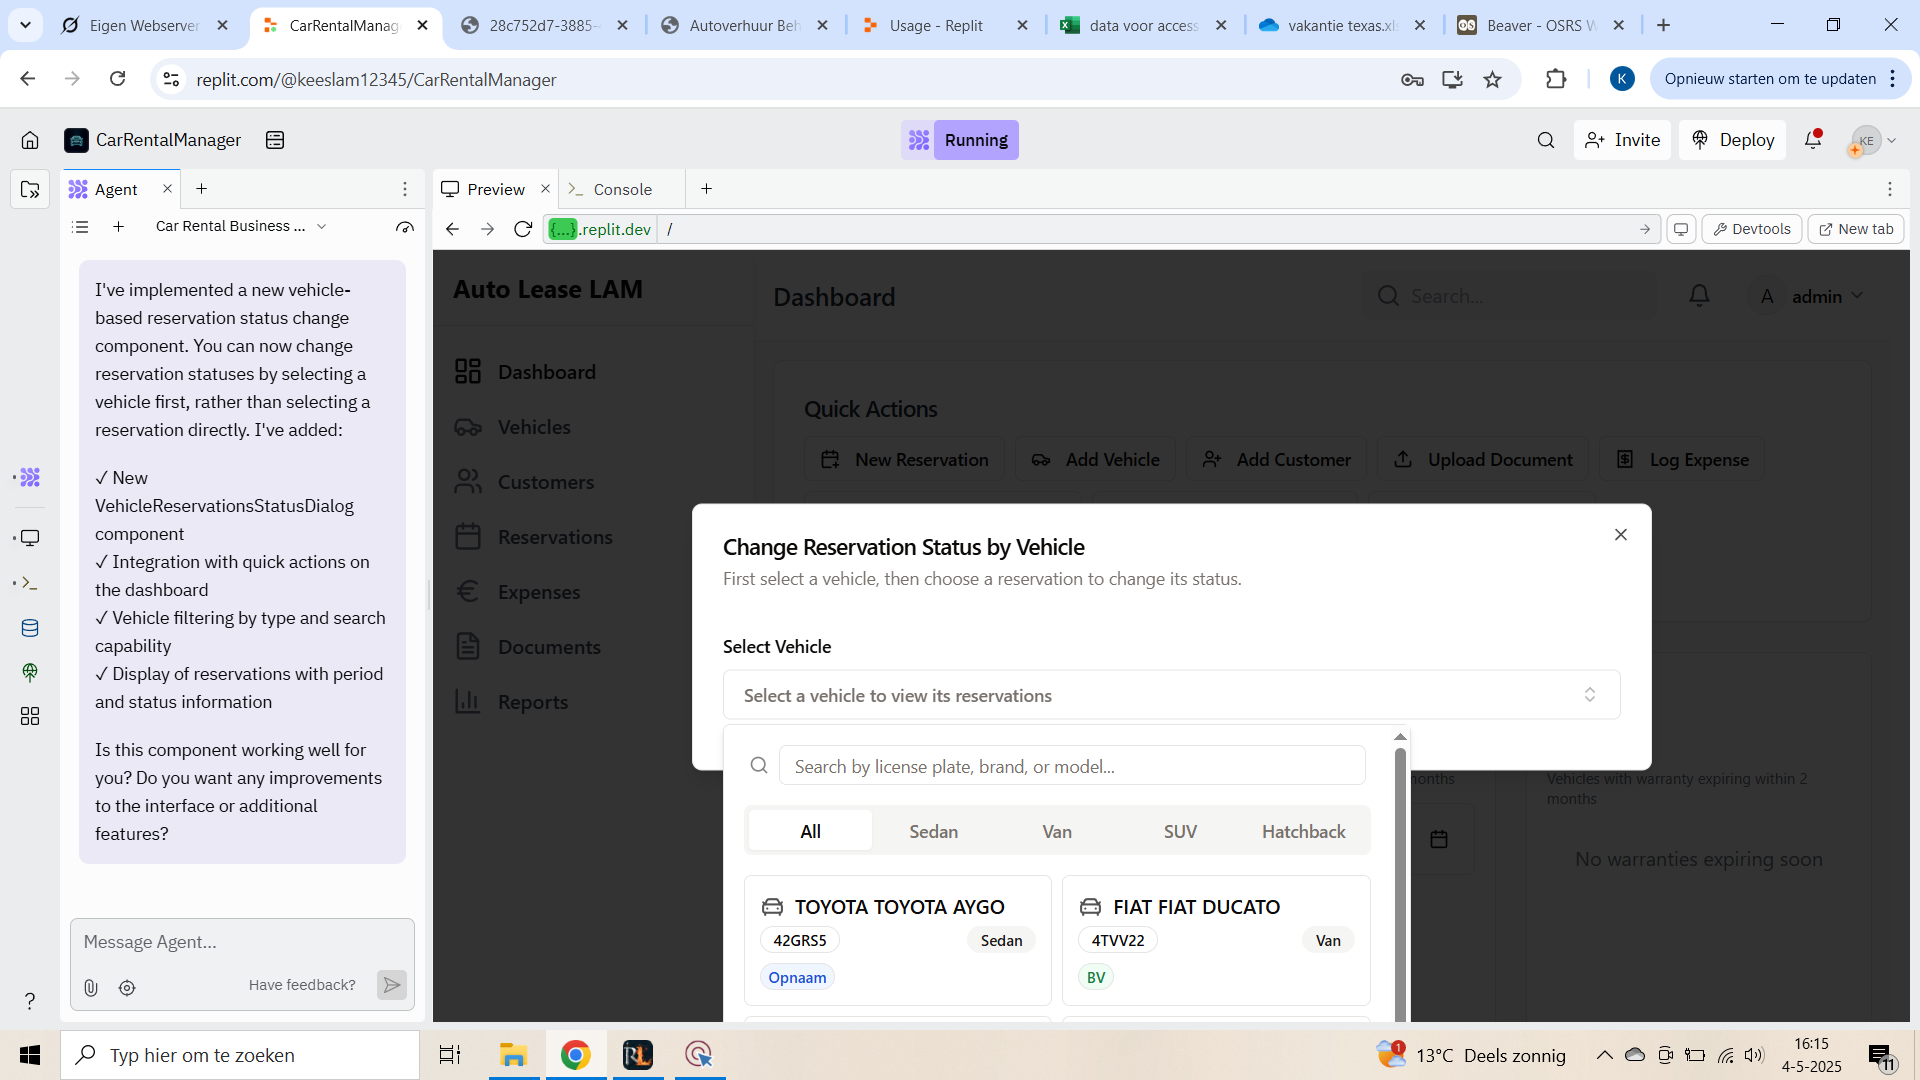 Eigen Webserver
CarRentalManag
28c752d7-3885-
Autoverhuur Beh
Usage - Replit
data voor access
vakantie texas.xl
Beaver - OSRS W
replit.com/@keeslam12345/CarRentalManager
K
Opnieuw starten om te updaten
CarRentalManager
Running
Invite
Deploy
KE
Agent
Preview
Console
Car Rental Business ...
{...}.replit.dev
/
Devtools
New tab
I've implemented a new vehicle-
based reservation status change
component. You can now change
reservation statuses by selecting a
vehicle first, rather than selecting a
reservation directly. I've added:
✓ New
VehicleReservationsStatusDialog
component
✓ Integration with quick actions on
the dashboard
✓ Vehicle filtering by type and search
capability
✓ Display of reservations with period
and status information
Is this component working well for
you? Do you want any improvements
to the interface or additional
features?
Message Agent...
Have feedback?
Auto Lease LAM
Dashboard
Search...
A
admin
Dashboard
Vehicles
Customers
Reservations
Expenses
Documents
Reports
Quick Actions
New Reservation
Add Vehicle
Add Customer
Upload Document
Log Expense
Change Reservation Status by Vehicle
First select a vehicle, then choose a reservation to change its status.
Select Vehicle
Select a vehicle to view its reservations
Search by license plate, brand, or model...
All
Sedan
Van
SUV
Hatchback
TOYOTA TOYOTA AYGO
42GRS5
Sedan
Opnaam
FIAT FIAT DUCATO
4TVV22
Van
BV
months
Vehicles with warranty expiring within 2
months
No warranties expiring soon
Typ hier om te zoeken
1
13°C Deels zonnig
16:15
4-5-2025
11